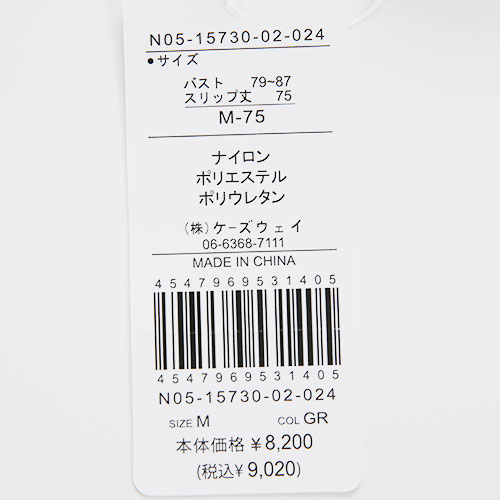 N05-15730-02-024
●サイズ
バスト 79~87
スリップ丈 75
M-75
ナイロン
ポリエステル
ポリウレタン
(株)ケーズウェイ
06-6368-7111
MADE IN CHINA
4547969531405
4547969531405
N05-15730-02-024
SIZE M COL GR
本体価格¥8,200
(税込¥9,020)